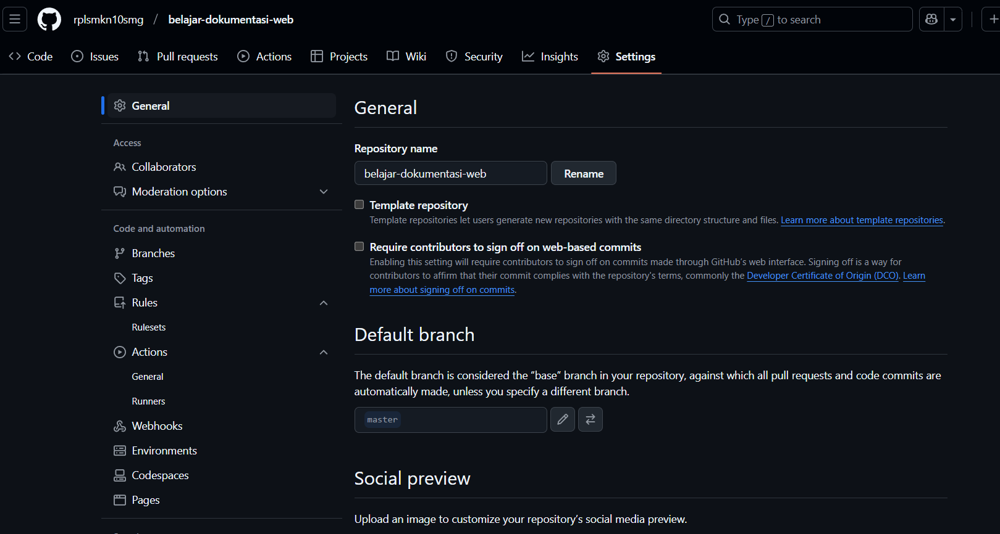 rplsmkn10smg / belajar-dokumentasi-web
Type / to search
Code Issues Pull requests Actions Projects Wiki Security Insights Settings
General
Access
Collaborators
Moderation options
Code and automation
Branches
Tags
Rules
Rulesets
Actions
General
Runners
Webhooks
Environments
Codespaces
Pages
General
Repository name
belajar-dokumentasi-web Rename
Template repository
Template repositories let users generate new repositories with the same directory structure and files. Learn more about template repositories.
Require contributors to sign off on web-based commits
Enabling this setting will require contributors to sign off on commits made through GitHub’s web interface. Signing off is a way for
contributors to affirm that their commit complies with the repository's terms, commonly the Developer Certificate of Origin (DCO). Learn
more about signing off on commits.
Default branch
The default branch is considered the “base” branch in your repository, against which all pull requests and code commits are
automatically made, unless you specify a different branch.
master
Social preview
Upload an image to customize your repository’s social media preview.